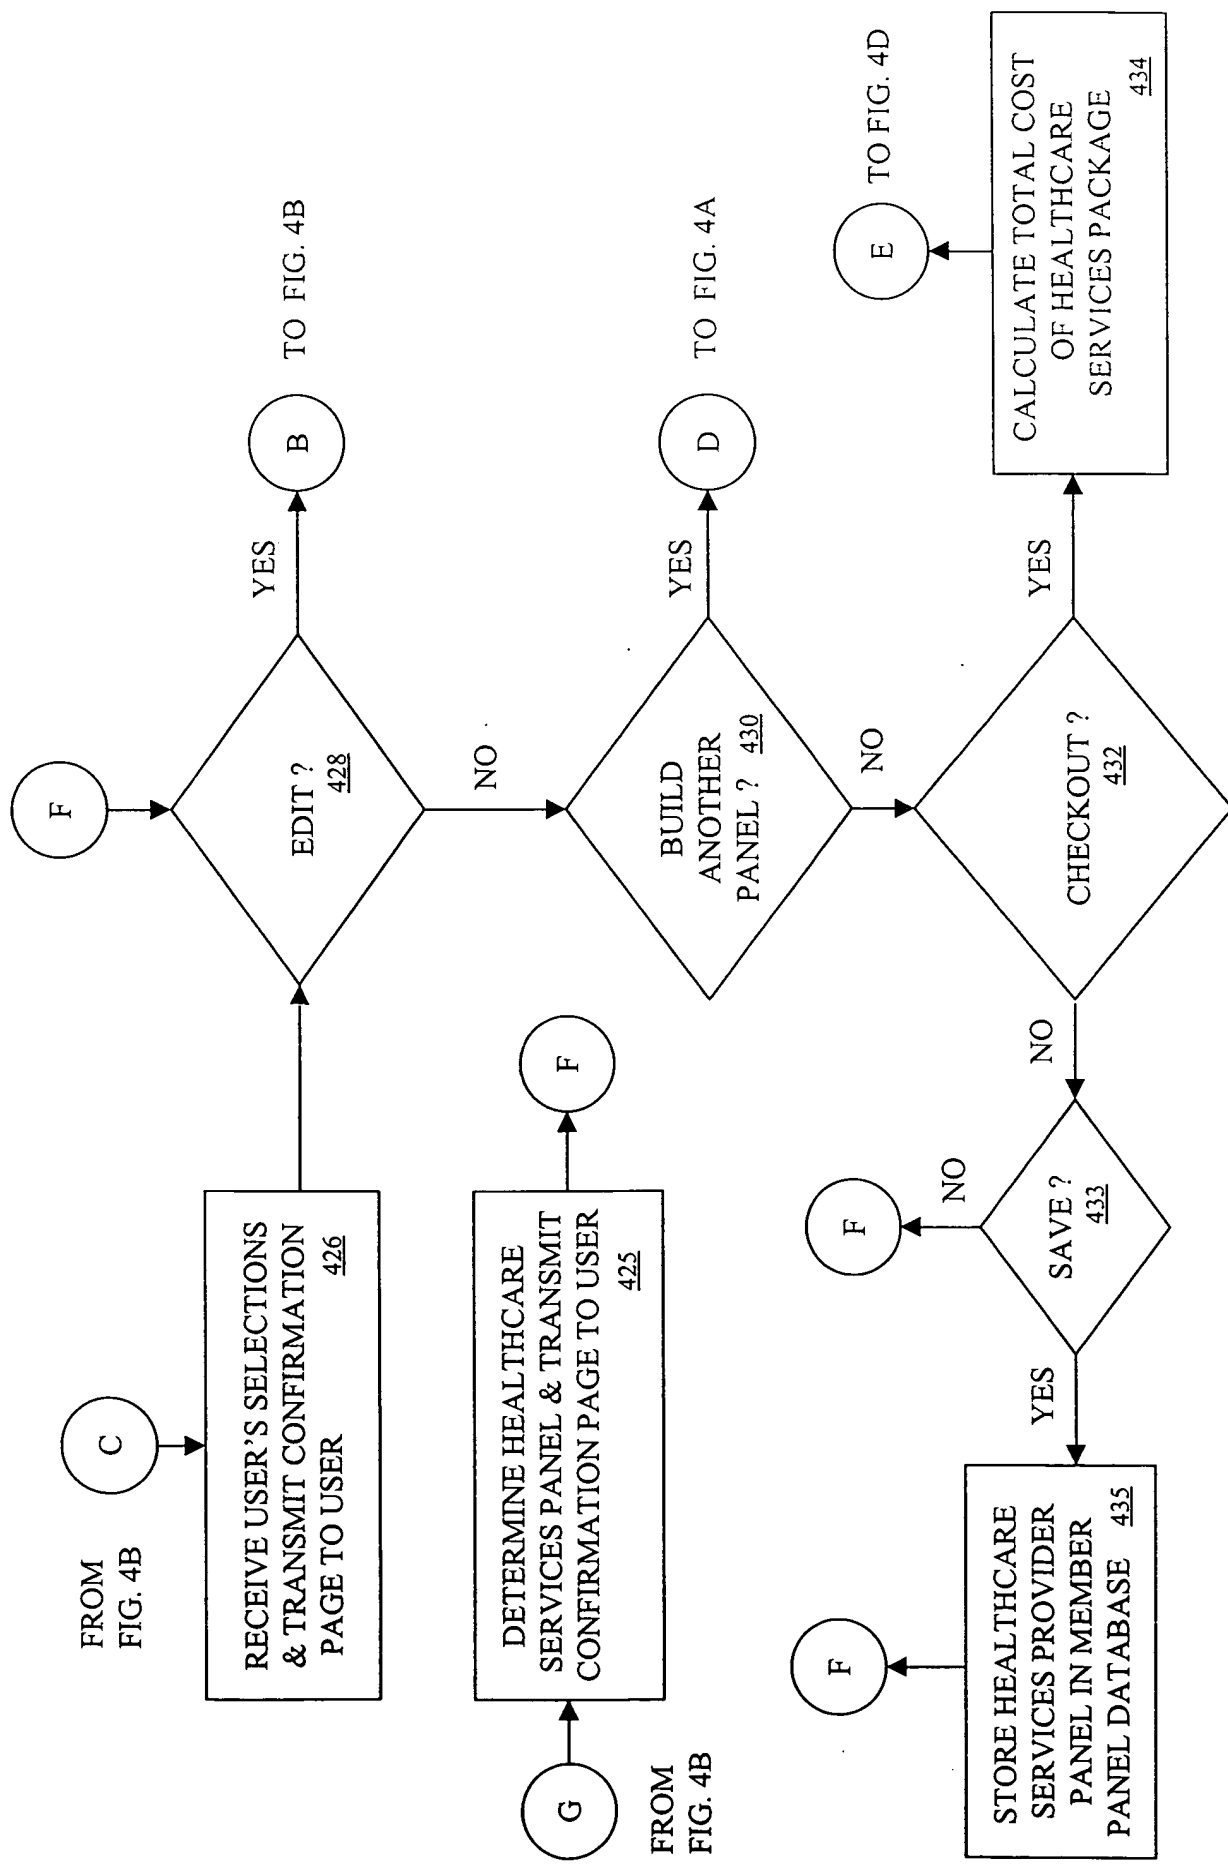 FROM
FIG. 4B
C
RECEIVE USER'S SELECTIONS
& TRANSMIT CONFIRMATION
PAGE TO USER
426
F
EDIT ?
428
YES
B
TO FIG. 4B
NO
FROM
FIG. 4B
G
DETERMINE HEALTHCARE
SERVICES PANEL & TRANSMIT
CONFIRMATION PAGE TO USER
425
F
BUILD
ANOTHER
PANEL ?
430
YES
D
TO FIG. 4A
NO
CHECKOUT ?
432
YES
CALCULATE TOTAL COST
OF HEALTHCARE
SERVICES PACKAGE
434
E
TO FIG. 4D
NO
SAVE ?
433
NO
F
YES
STORE HEALTHCARE
SERVICES PROVIDER
PANEL IN MEMBER
PANEL DATABASE
435
F